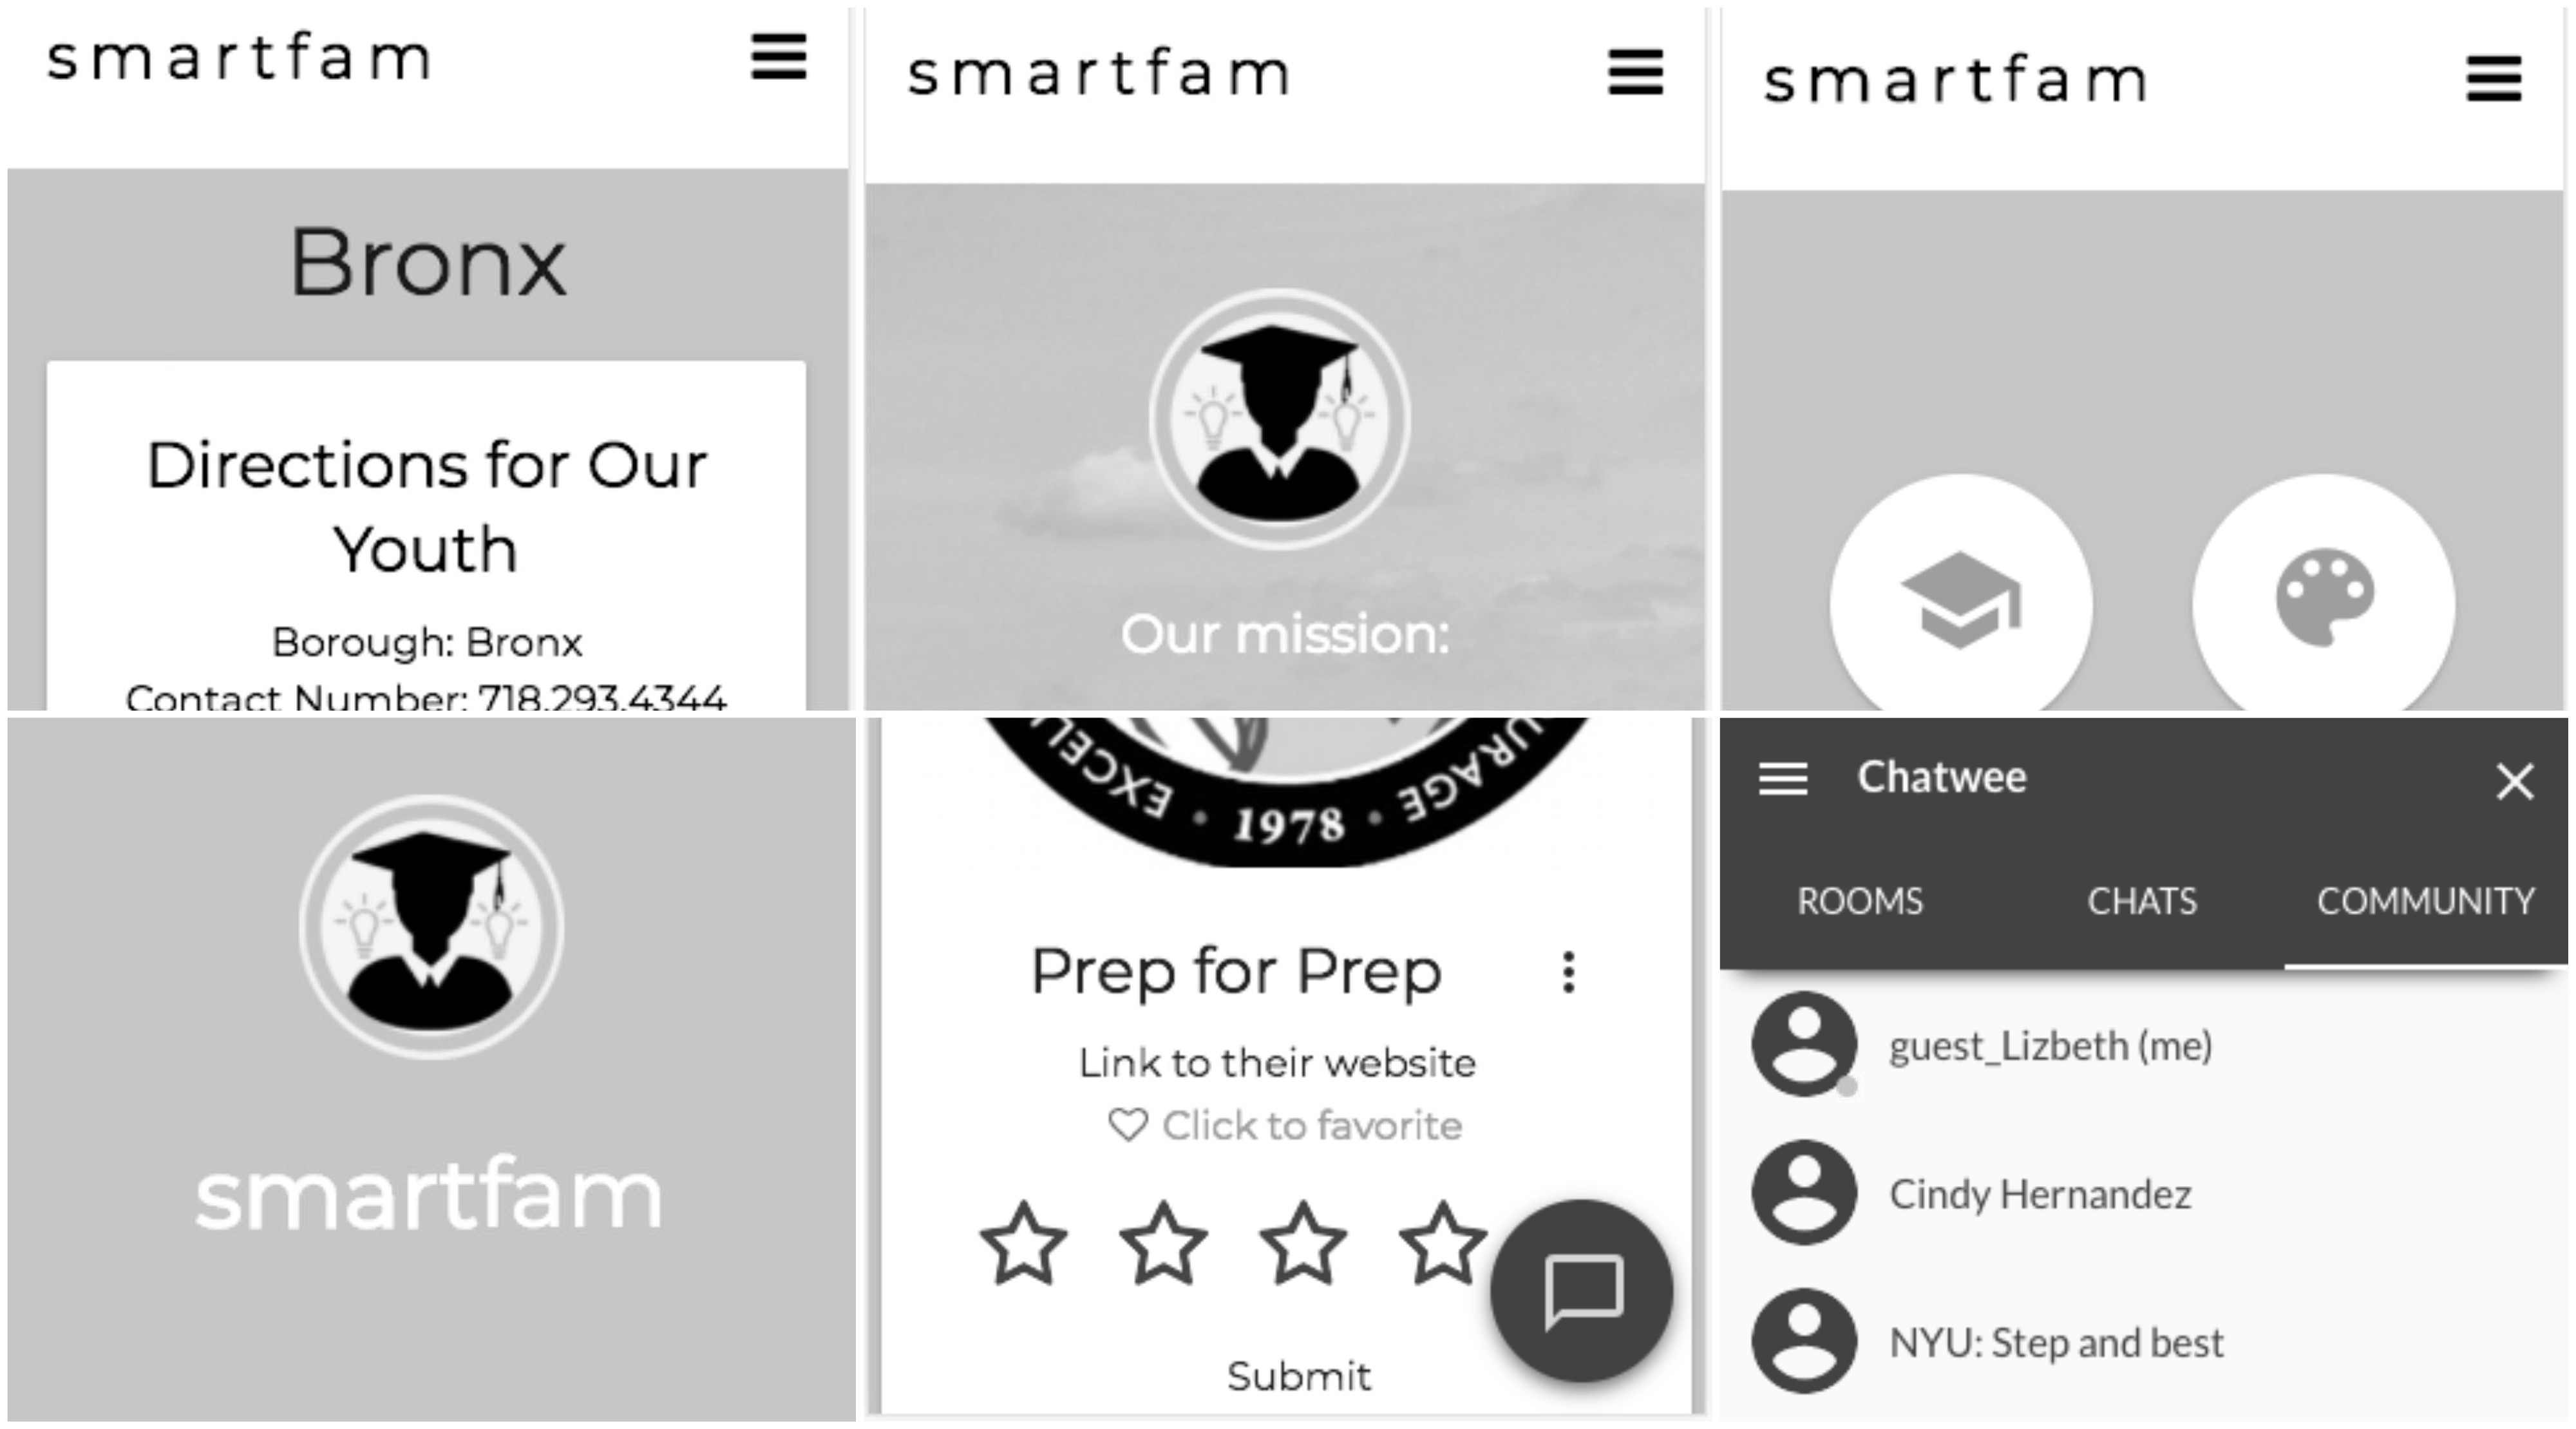 smartfam
Bronx
Directions for Our
Youth
Borough: Bronx
Contact Number: 718.293.4344
smartfam
Our mission:
smartfam
smartfam
1978
Prep for Prep
Link to their website
Click to favorite
Submit
Chatwee
ROOMS CHATS COMMUNITY
guest_Lizbeth (me)
Cindy Hernandez
NYU: Step and best